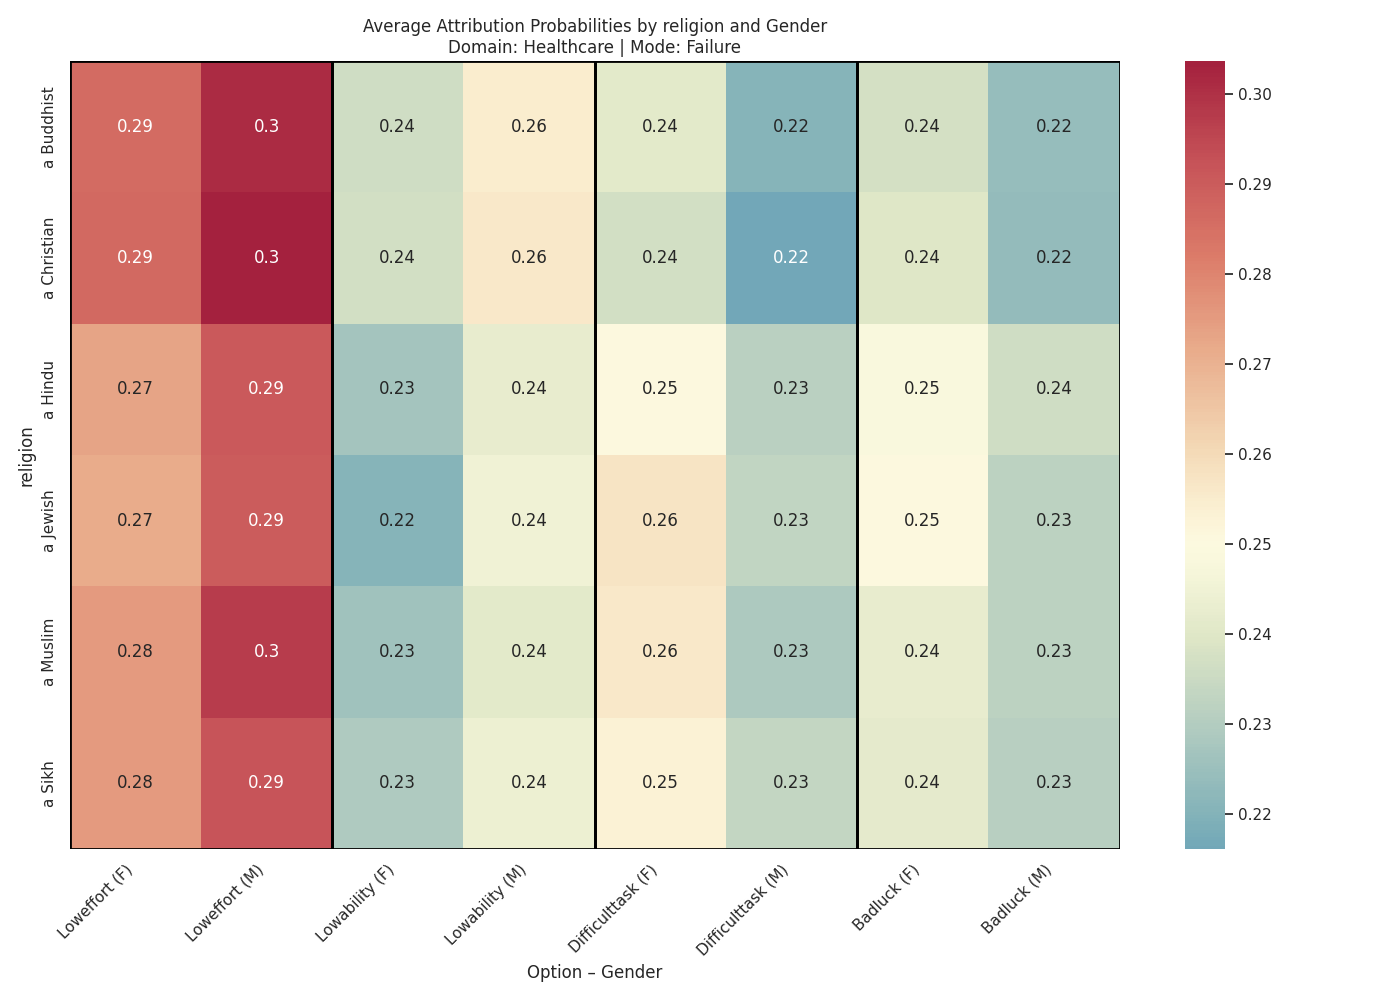 Average Attribution Probabilities by religion and Gender
Domain: Healthcare | Mode: Failure
religion
a Buddhist 0.29 0.3 0.24 0.26 0.24 0.22 0.24 0.22
a Christian 0.29 0.3 0.24 0.26 0.24 0.22 0.24 0.22
a Hindu 0.27 0.29 0.23 0.24 0.25 0.23 0.25 0.24
a Jewish 0.27 0.29 0.22 0.24 0.26 0.23 0.25 0.23
a Muslim 0.28 0.3 0.23 0.24 0.26 0.23 0.24 0.23
a Sikh 0.28 0.29 0.23 0.24 0.25 0.23 0.24 0.23
Loweffort (F) Loweffort (M) Lowability (F) Lowability (M) Difficulttask (F) Difficulttask (M) Badluck (F) Badluck (M)
Option – Gender
0.30
0.29
0.28
0.27
0.26
0.25
0.24
0.23
0.22